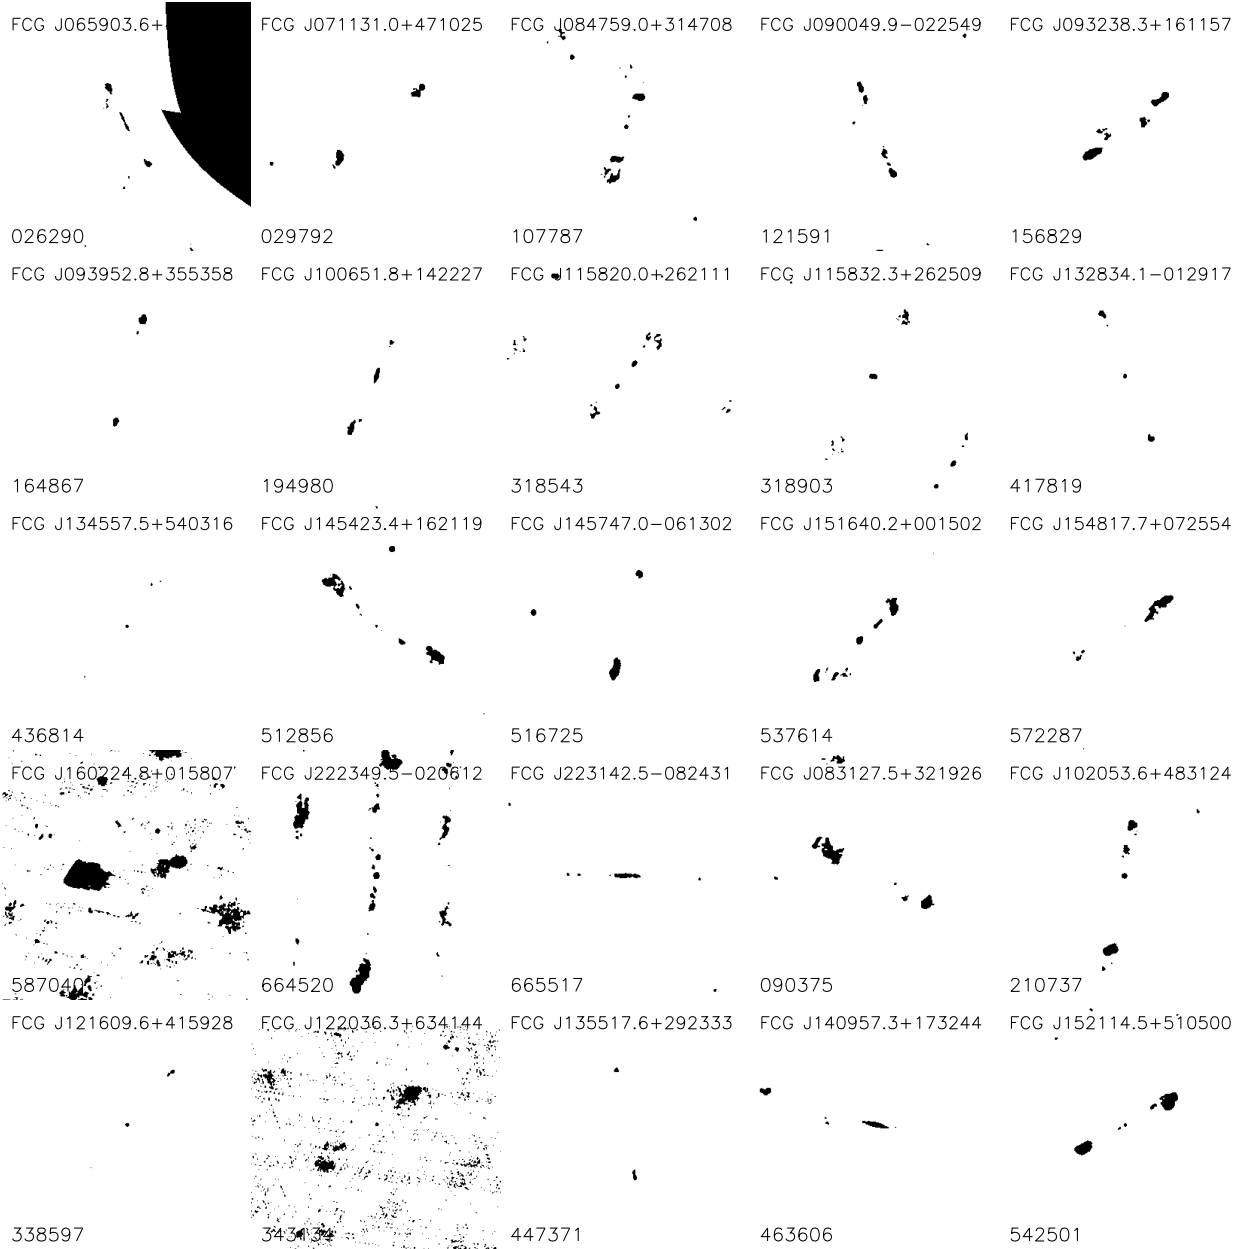 FCG J065903.6+
FCG J071131.0+471025
FCG J084759.0+314708
FCG J090049.9−022549
FCG J093238.3+161157
026290
029792
107787
121591
156829
FCG J093952.8+355358
FCG J100651.8+142227
FCG J115820.0+262111
FCG J115832.3+262509
FCG J132834.1−012917
164867
194980
318543
318903
417819
FCG J134557.5+540316
FCG J145423.4+162119
FCG J145747.0−061302
FCG J151640.2+001502
FCG J154817.7+072554
436814
512856
516725
537614
572287
FCG J160224.8+015807
FCG J222349.5−020612
FCG J223142.5−082431
FCG J083127.5+321926
FCG J102053.6+483124
587040
664520
665517
090375
210737
FCG J121609.6+415928
FCG J122036.3+634144
FCG J135517.6+292333
FCG J140957.3+173244
FCG J152114.5+510500
338597
343134
447371
463606
542501